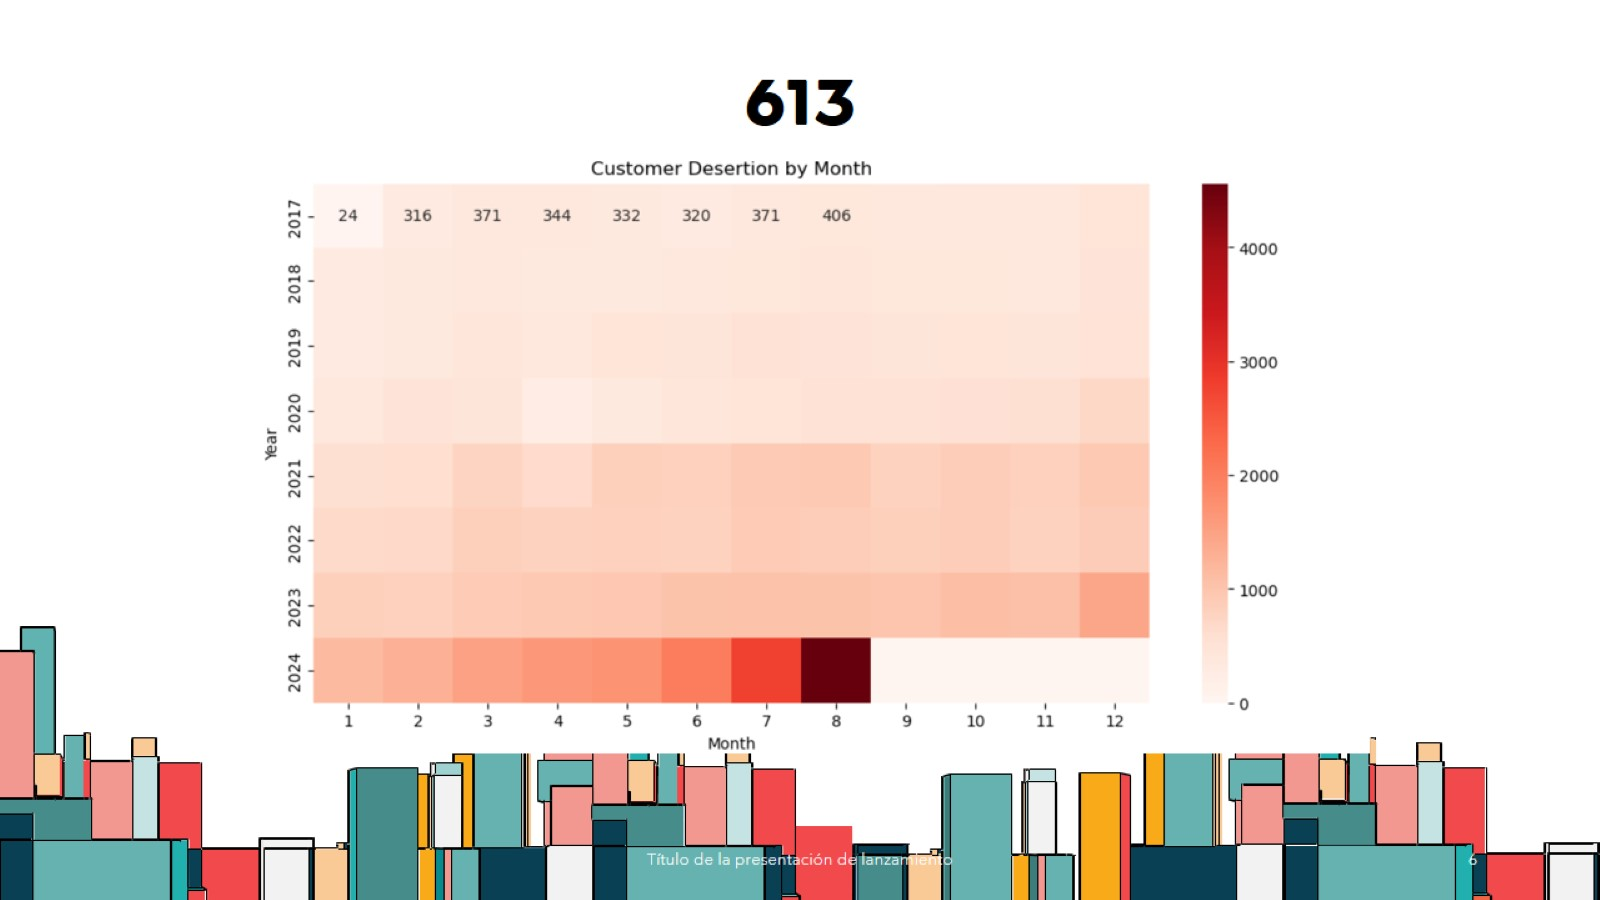 613
Customer Desertion by Month
2017 24 316 371 344 332 320 371 406
2018
2019
2020
2021
2022
2023
2024
Year
1 2 3 4 5 6 7 8 9 10 11 12
Month
4000
3000
2000
1000
0
Título de la presentación de lanzamiento
6